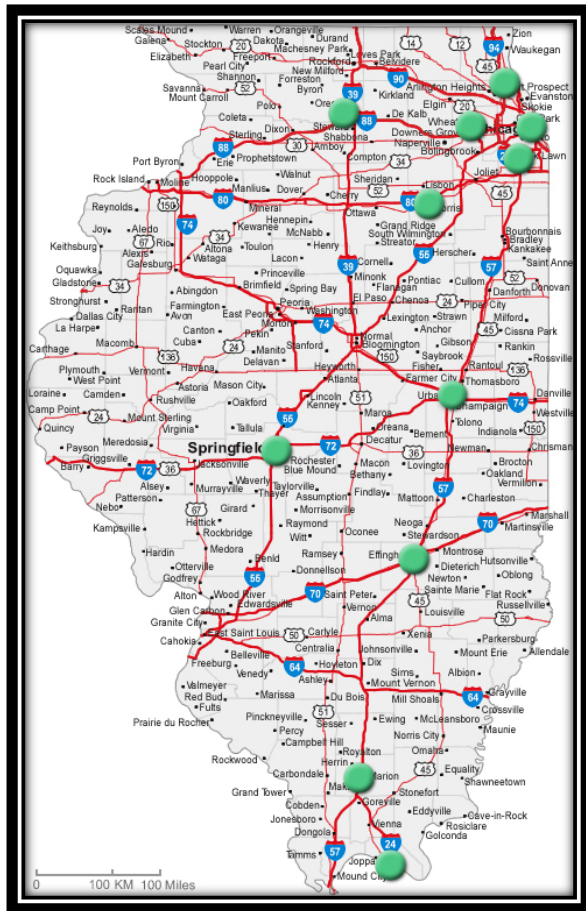 Scales Mound Warren Orangeville
Galena Stockton Dakota Durand Zion
Elizabeth Freeport Machesney Park Loves Park Waukegan
Pearl City Rockford Belvidere
Shannon New Milford Arlington Heights Prospect
Savanna Forreston Kirkland Evanston
Mount Carroll Byron Elgin Skokie
Polo De Kalb
Coleta Dixon Downers Grov
Sterling Shabbona Naperville
Amboy Bolingbrook Lawn
Port Byron Erie Prophetstown Compton Joliet
Rock Island Moline Hooppole Walnut Sheridan
Manlius Dover Cherry Lisbon
Reynolds Mineral Ottawa
Joy Aledo Kewanee Hennepin Grand Ridge Bourbonnais
Keithsburg Rio Altona Toulon McNabb South Wilmington Bradley
Alexis Henry Streator Herscher Kankakee
Oquawka Galesburg Wataga Lacon Cornell Saint Anne
Gladstone Princeville Minonk Pontiac Cullom Donovan
Stronghurst Raritan Abingdon Brimfield Spring Bay Flanagan Danforth
Dallas City Farmington Peoria El Paso Chenoa Piper City
La Harpe Avon East Peoria Washington Lexington Strawn Milford
Canton Morton Anchor Cissna Park
Macomb Cuba Pekin Normal Gibson Rankin
Carthage Manito Stanford Bloomington Saybrook Rossville
Plymouth Vermont Havana Delavan Heyworth Fisher Rantoul
West Point Astoria Mason City Atlanta Farmer City Thomasboro
Loraine Camden Rushville Oakford Lincoln Danville
Camp Point Mount Sterling Kenney Maroa Champaign Westville
Quincy Virginia Tallula Oreana Tolono
Payson Meredosia Decatur Bement Indianola
Griggsville Springfield Newman Chrisman
Barry Jacksonville Rochester Macon Lovington Brocton
Blue Mound Bethany Oakland
Alsey Waverly Taylorville Vermilion
Patterson Murrayville Thayer Assumption Findlay Mattoon Charleston
Nebo Girard Morrisonville
Kampsville Hettick Raymond Oconee Neoga Marshall
Rockbridge Witt Stewardson Martinsville
Hardin Medora Ramsey Effingh Montrose Hutsonville
Otterville Benld Dieterich
Godfrey Donnellson Newton Oblong
Alton Wood River Saint Peter Sainte Marie Flat Rock
Glen Carbon Edwardsville Vernon Louisville Russellville
Granite City Alma
Cahokia East Saint Louis Carlyle Xenia Parkersburg
Belleville Centralia Johnsonville Mount Erie Allendale
Freeburg Venedy Hoyleton Dix Sims Albion
Valmeyer Ashley Mount Vernon Grayville
Red Bud Marissa Du Bois Mill Shoals Crossville
Fults Pinckneyville Sesser Ewing McLeansboro Maunie
Prairie du Rocher Percy Norris City
Campbell Hill Royalton Omaha
Rockwood Herrin Equality
Carbondale Marion Shawneetown
Grand Tower Stonefort
Cobden Goreville Eddyville Cave-in-Rock
Jonesboro Vienna Rosiclare
Dongola Golconda
Tamms Joppa
Mound City
0 100 KM 100 Miles